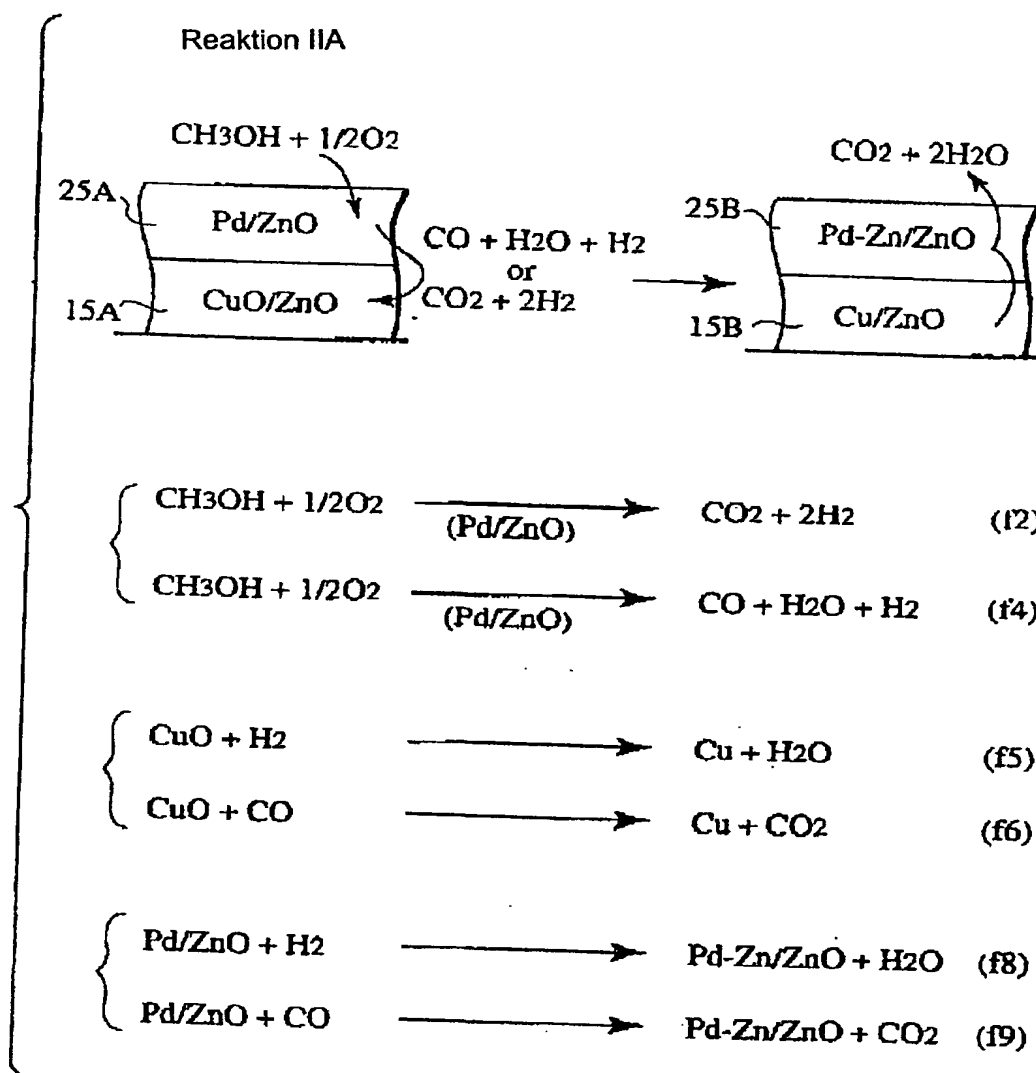 Reaktion IIA
CH3OH + 1/2O2
25A
Pd/ZnO
15A
CuO/ZnO
CO + H2O + H2
or
CO2 + 2H2
CO2 + 2H2O
25B
Pd-Zn/ZnO
15B
Cu/ZnO
CH3OH + 1/2O2 (Pd/ZnO) CO2 + 2H2 (f2)
CH3OH + 1/2O2 (Pd/ZnO) CO + H2O + H2 (f4)
CuO + H2 Cu + H2O (f5)
CuO + CO Cu + CO2 (f6)
Pd/ZnO + H2 Pd-Zn/ZnO + H2O (f8)
Pd/ZnO + CO Pd-Zn/ZnO + CO2 (f9)